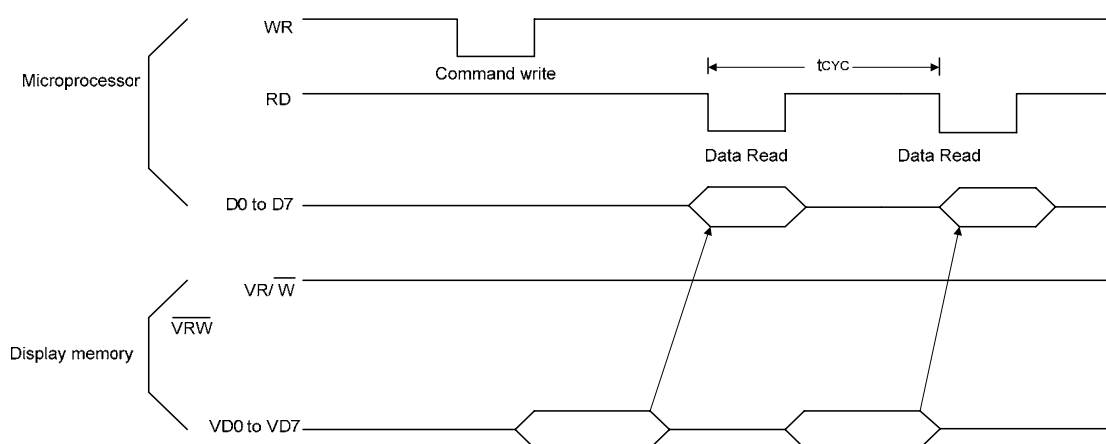 WR
Command write
tCYC
Microprocessor
RD
Data Read Data Read
D0 to D7
VR/W̅
V̅R̅W̅
Display memory
VD0 to VD7